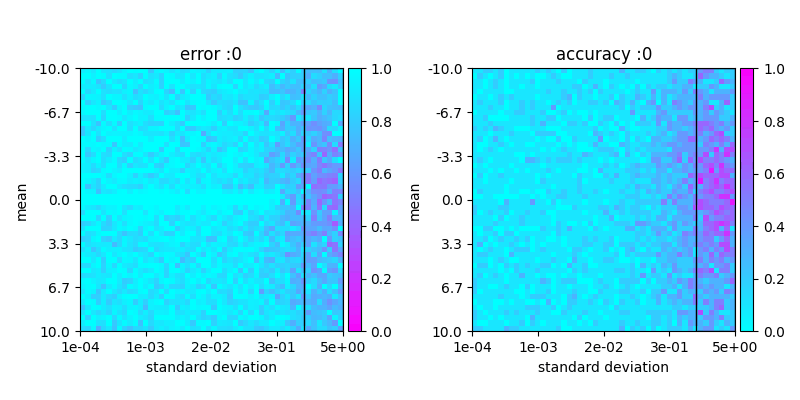 error :0
-10.0
-6.7
-3.3
0.0
3.3
6.7
10.0
mean
1e-04
1e-03
2e-02
3e-01
5e+00
standard deviation
1.0
0.8
0.6
0.4
0.2
0.0
accuracy :0
-10.0
-6.7
-3.3
0.0
3.3
6.7
10.0
mean
1e-04
1e-03
2e-02
3e-01
5e+00
standard deviation
1.0
0.8
0.6
0.4
0.2
0.0